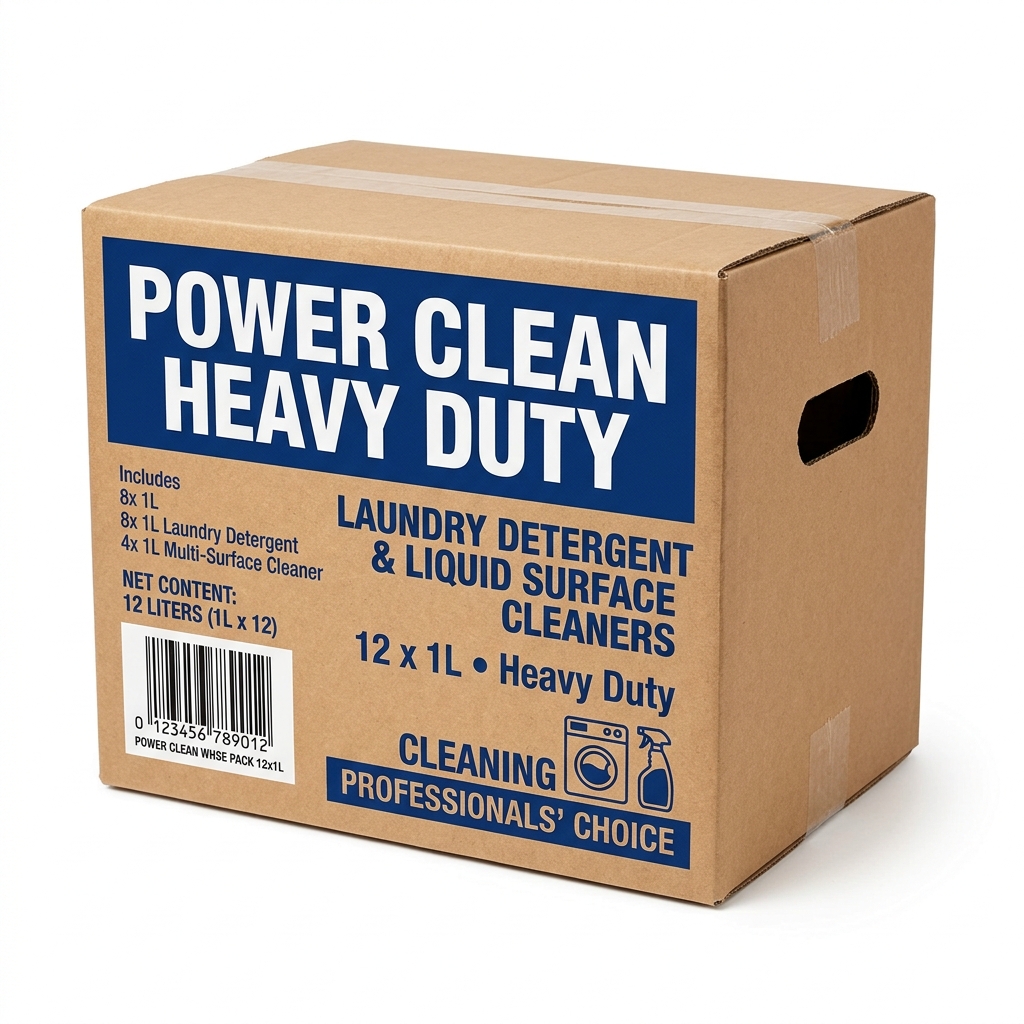 POWER CLEAN
HEAVY DUTY
Includes
8x 1L
8x 1L Laundry Detergent
4x 1L Multi-Surface Cleaner
NET CONTENT:
12 LITERS (1L x 12)
0 123456 789012
POWER CLEAN WHSE PACK 12x1L
LAUNDRY DETERGENT
& LIQUID SURFACE
CLEANERS
12 x 1L • Heavy Duty
CLEANING
PROFESSIONALS' CHOICE